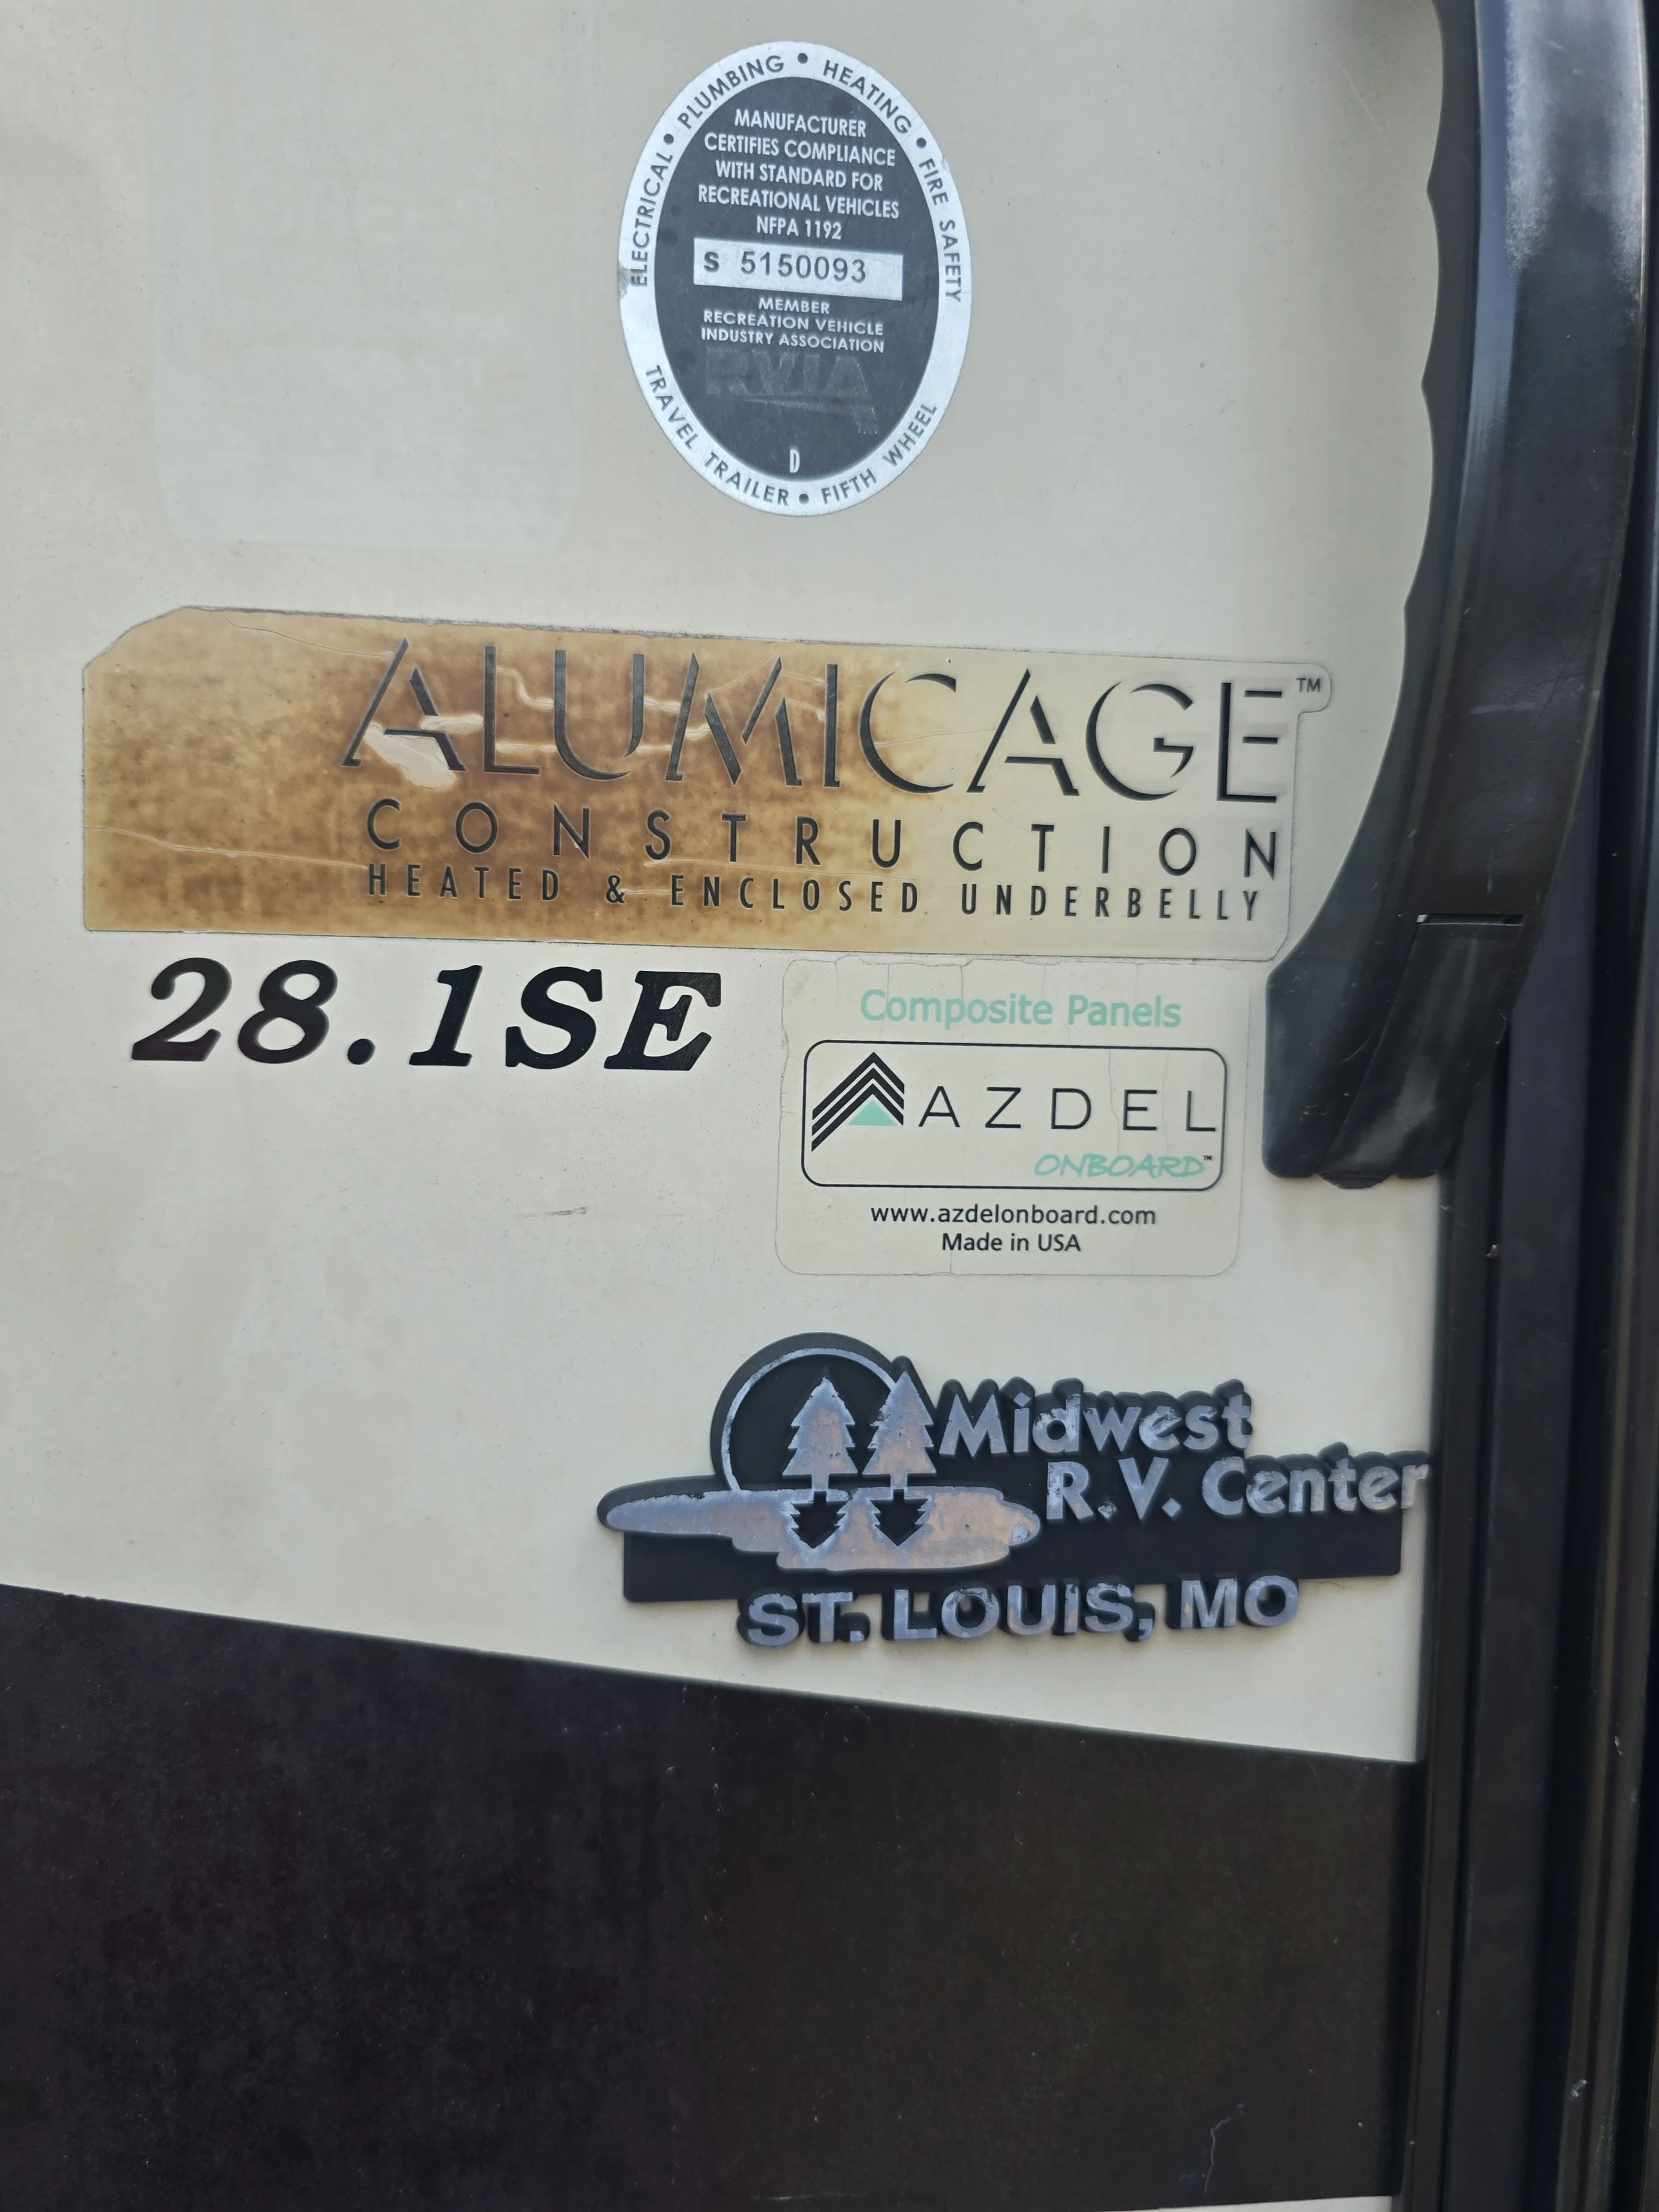 ELECTRICAL • PLUMBING • HEATING • FIRE SAFETY
MANUFACTURER
CERTIFIES COMPLIANCE
WITH STANDARD FOR
RECREATIONAL VEHICLES
NFPA 1192
S 5150093
MEMBER
RECREATION VEHICLE
INDUSTRY ASSOCIATION
RVIA
D
TRAVEL TRAILER • FIFTH WHEEL
ALUMICAGE™
CONSTRUCTION
HEATED & ENCLOSED UNDERBELLY
28.1SE
Composite Panels
AZDEL
ONBOARD™
www.azdelonboard.com
Made in USA
Midwest
R.V. Center
ST. LOUIS, MO